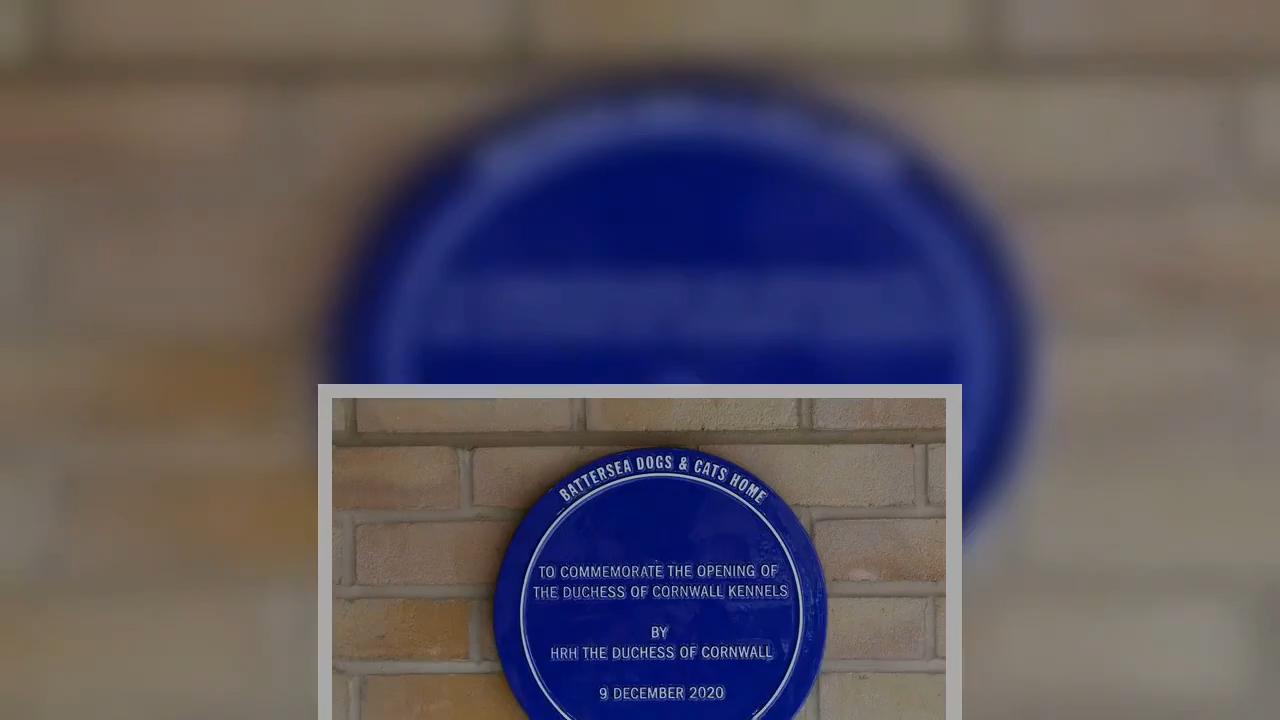 BATTERSEA DOGS & CATS HOME
TO COMMEMORATE THE OPENING OF
THE DUCHESS OF CORNWALL KENNELS
BY
HRH THE DUCHESS OF CORNWALL
9 DECEMBER 2020